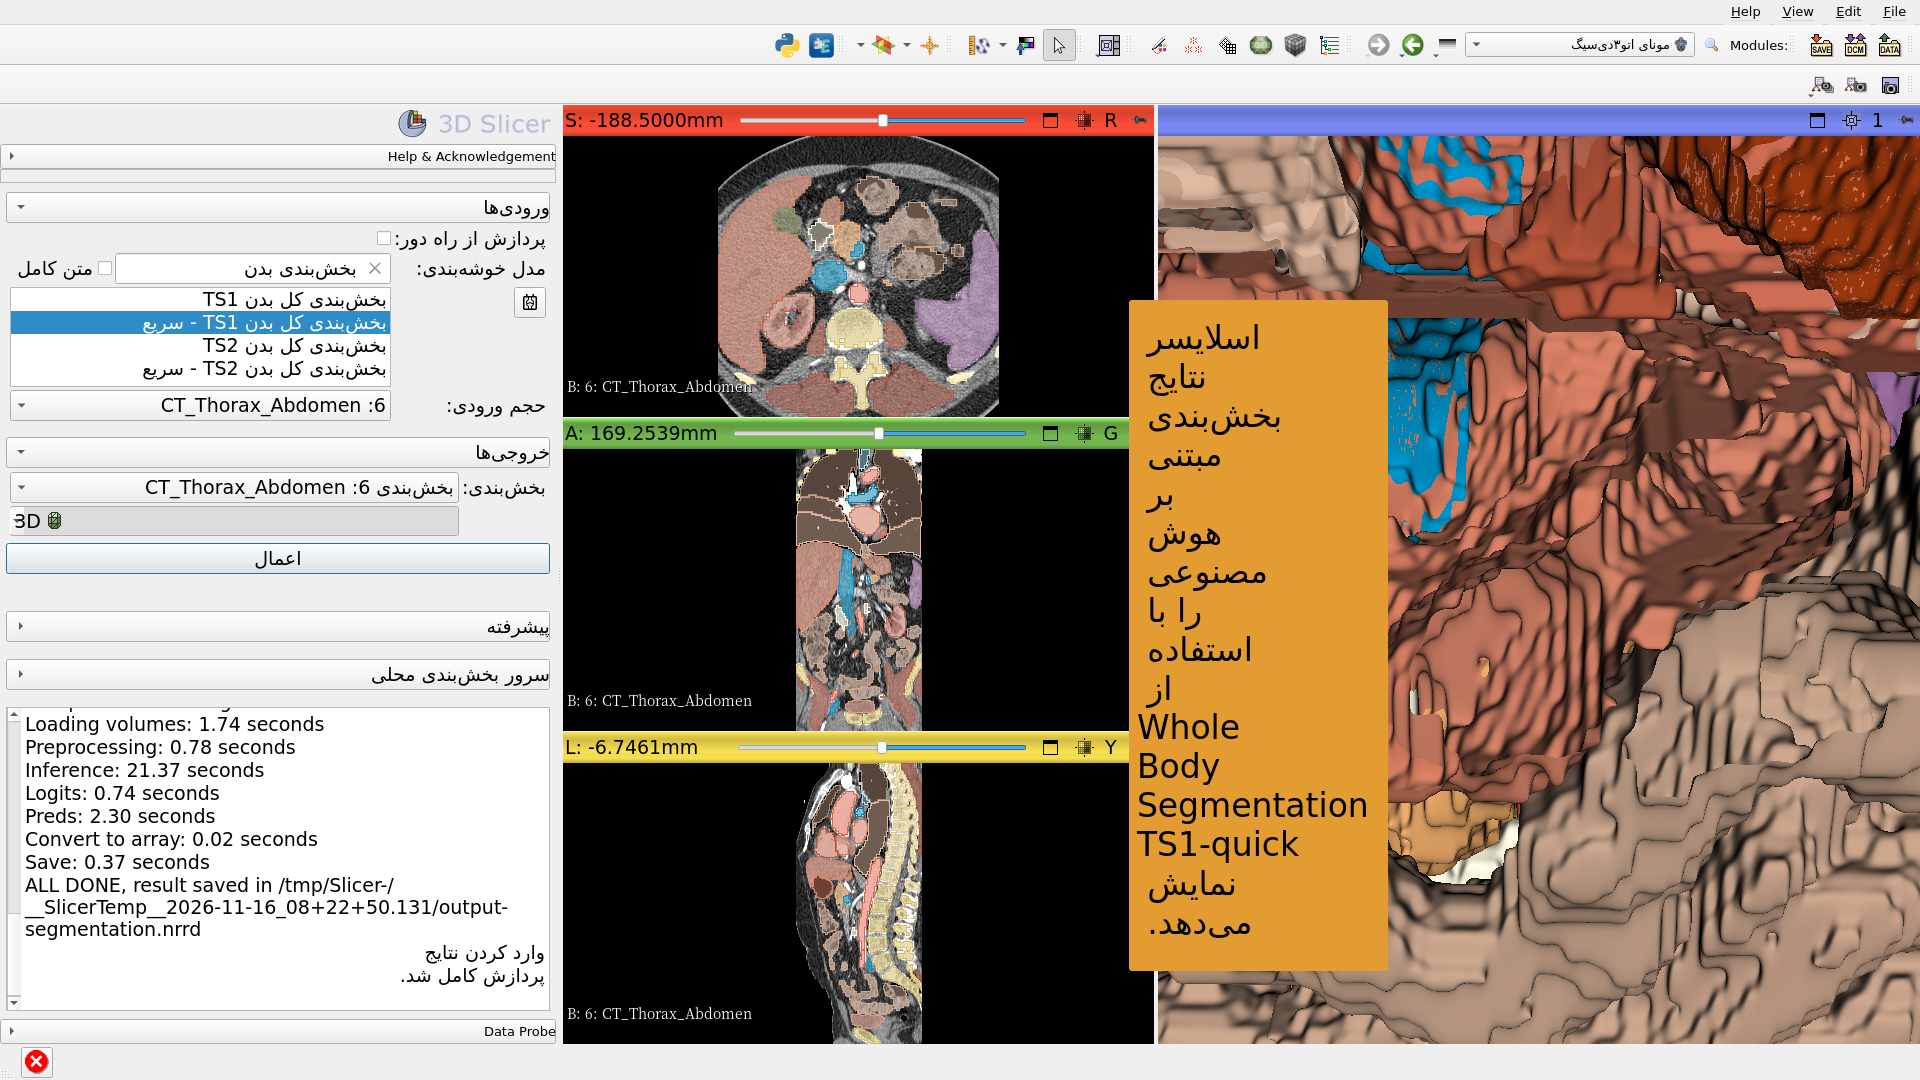 Help View Edit File
Modules: مونای اتو۳دی‌سیگ
SAVE DCM DATA
3D Slicer
Help & Acknowledgement
ورودی‌ها
پردازش از راه دور:
مدل خوشه‌بندی: بخش‌بندی بدن متن کامل
بخش‌بندی کل بدن TS1
بخش‌بندی کل بدن TS1 - سریع
بخش‌بندی کل بدن TS2
بخش‌بندی کل بدن TS2 - سریع
حجم ورودی: 6: CT_Thorax_Abdomen
خروجی‌ها
بخش‌بندی: بخش‌بندی 6: CT_Thorax_Abdomen
3D
اعمال
پیشرفته
سرور بخش‌بندی محلی
Loading volumes: 1.74 seconds
Preprocessing: 0.78 seconds
Inference: 21.37 seconds
Logits: 0.74 seconds
Preds: 2.30 seconds
Convert to array: 0.02 seconds
Save: 0.37 seconds
ALL DONE, result saved in /tmp/Slicer-/
__SlicerTemp__2026-11-16_08+22+50.131/output-
segmentation.nrrd
وارد کردن نتایج
پردازش کامل شد.
Data Probe
S: -188.5000mm R
B: 6: CT_Thorax_Abdomen
A: 169.2539mm G
B: 6: CT_Thorax_Abdomen
L: -6.7461mm Y
B: 6: CT_Thorax_Abdomen
1
اسلایسر
نتایج
بخش‌بندی
مبتنی
بر
هوش
مصنوعی
را با
استفاده
از
Whole
Body
Segmentation
TS1-quick
نمایش
می‌دهد.